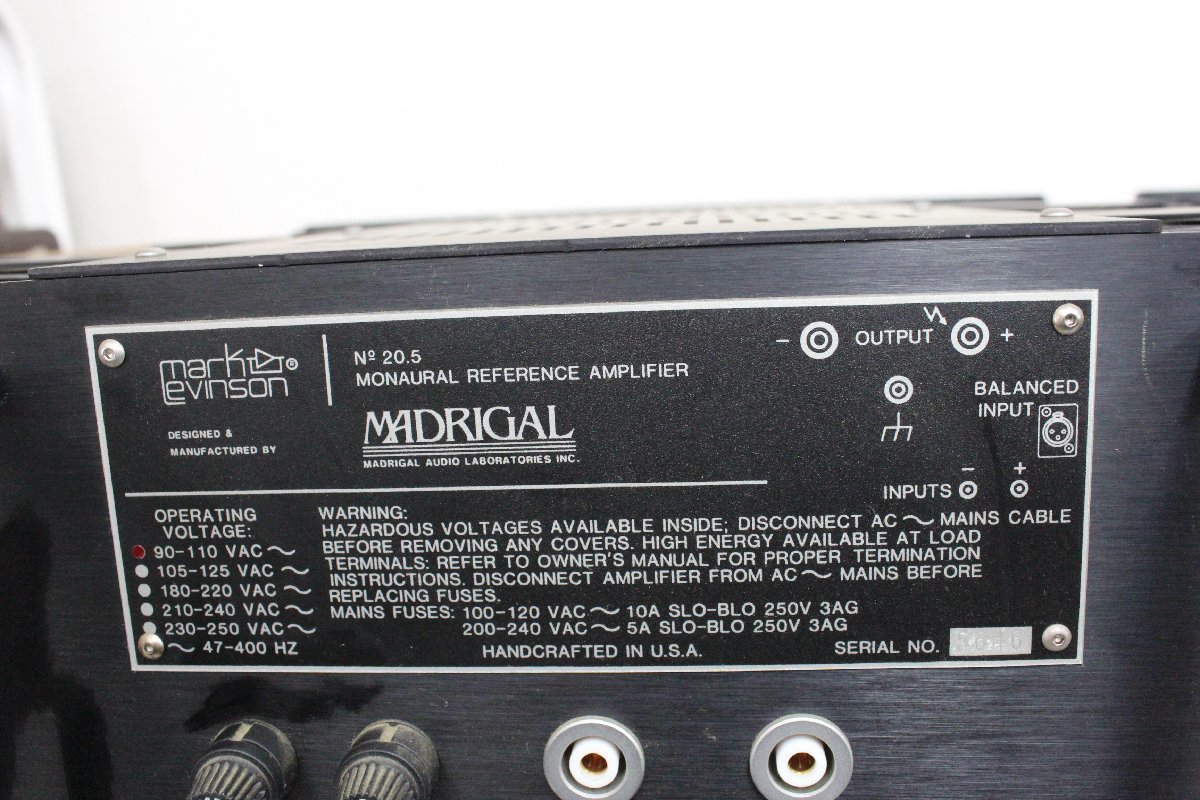 mark
Levinson®
Nº 20.5
MONAURAL REFERENCE AMPLIFIER
DESIGNED &
MANUFACTURED BY
MADRIGAL
MADRIGAL AUDIO LABORATORIES INC.
− OUTPUT +
BALANCED
INPUT
− +
INPUTS
OPERATING
VOLTAGE:
90-110 VAC ~
105-125 VAC ~
180-220 VAC ~
210-240 VAC ~
230-250 VAC ~
~ 47-400 HZ
WARNING:
HAZARDOUS VOLTAGES AVAILABLE INSIDE; DISCONNECT AC ~ MAINS CABLE
BEFORE REMOVING ANY COVERS. HIGH ENERGY AVAILABLE AT LOAD
TERMINALS: REFER TO OWNER'S MANUAL FOR PROPER TERMINATION
INSTRUCTIONS. DISCONNECT AMPLIFIER FROM AC ~ MAINS BEFORE
REPLACING FUSES.
MAINS FUSES: 100-120 VAC ~ 10A SLO-BLO 250V 3AG
200-240 VAC ~ 5A SLO-BLO 250V 3AG
HANDCRAFTED IN U.S.A.
SERIAL NO.